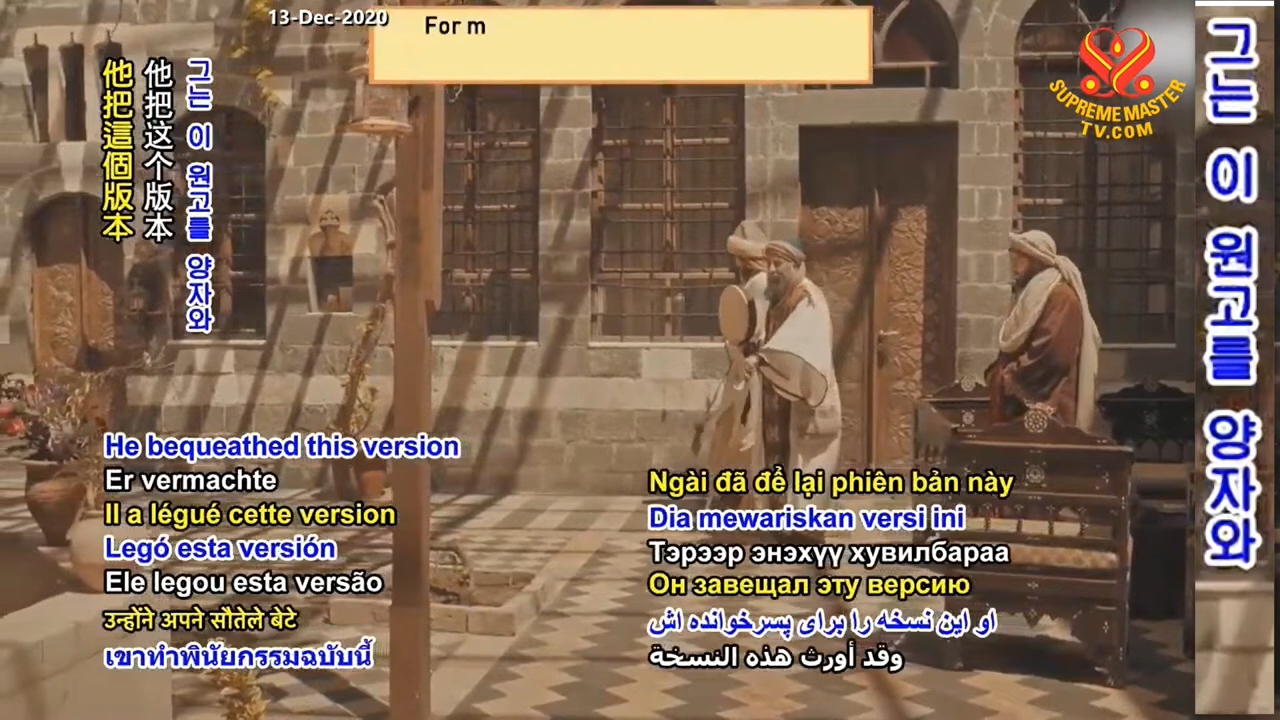 13-Dec-2020
For m
SUPREME MASTER
TV.COM
他把這個版本
他把这个版本
그는 이 원고를 양자와
그는 이 원고를 양자와
He bequeathed this version
Er vermachte
Il a légué cette version
Legó esta versión
Ele legou esta versão
उन्होंने अपने सौतेले बेटे
เขาทำพินัยกรรมฉบับนี้
Ngài đã để lại phiên bản này
Dia mewariskan versi ini
Тэрээр энэхүү хувилбараа
Он завещал эту версию
او این نسخه را برای پسرخوانده اش
وقد أورث هذه النسخة